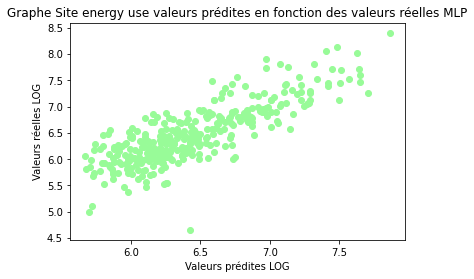 Graphe Site energy use valeurs prédites en fonction des valeurs réelles MLP
8.5
8.0
7.5
7.0
6.5
6.0
5.5
5.0
4.5
Valeurs réelles LOG
6.0 6.5 7.0 7.5
Valeurs prédites LOG